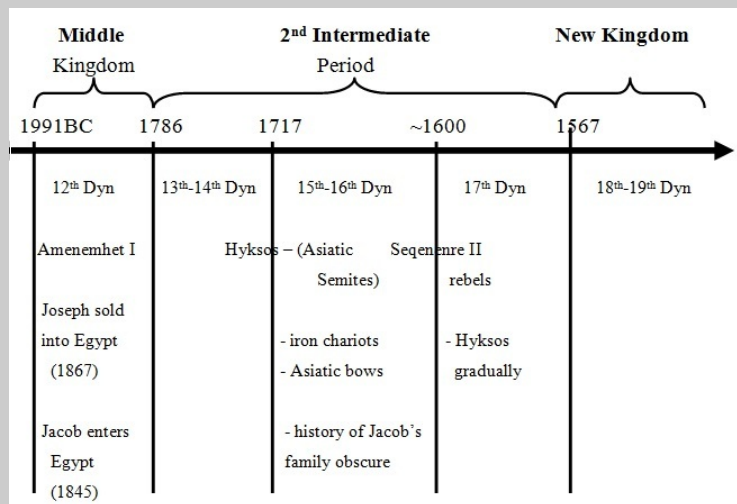 Middle 2nd Intermediate New Kingdom
Kingdom Period
1991BC 1786 1717 ~1600 1567
12th Dyn 13th-14th Dyn 15th-16th Dyn 17th Dyn 18th-19th Dyn
Amenemhet I Hyksos – (Asiatic Seqenenre II
Semites) rebels
Joseph sold
into Egypt - iron chariots - Hyksos
(1867) - Asiatic bows gradually
Jacob enters - history of Jacob's
Egypt family obscure
(1845)